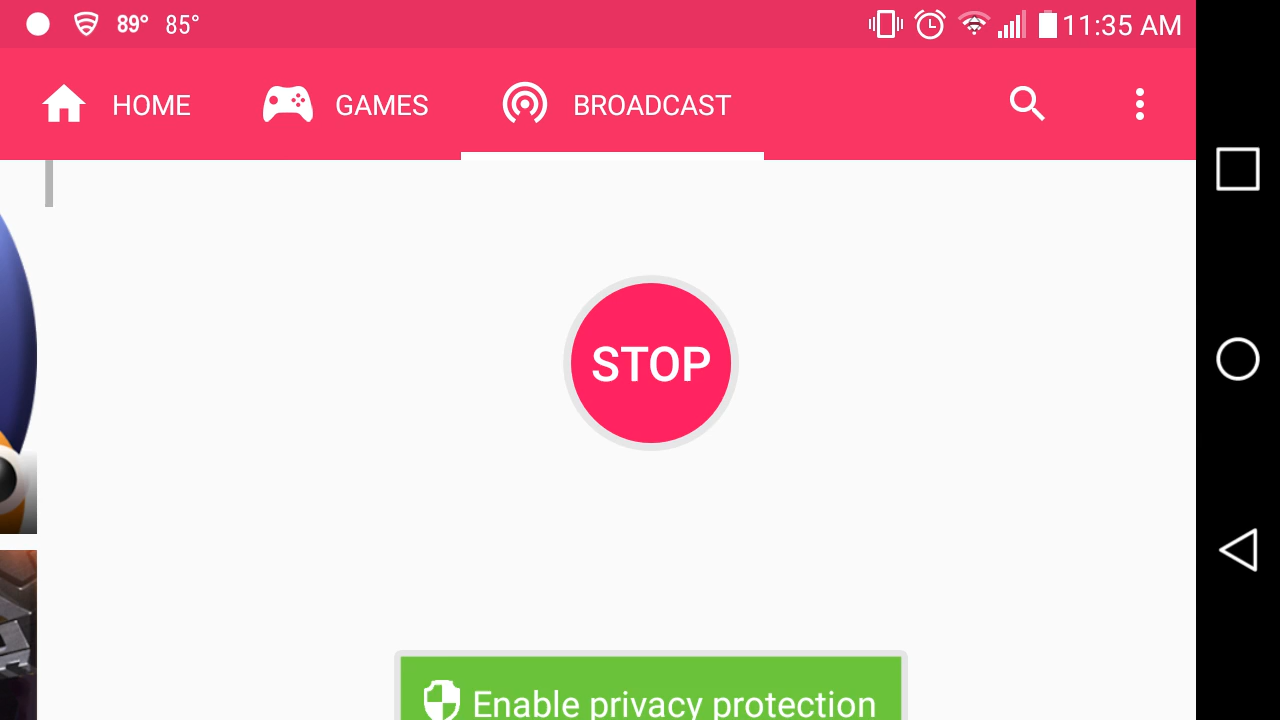 89° 85° 11:35 AM
HOME GAMES BROADCAST
STOP
Enable privacy protection